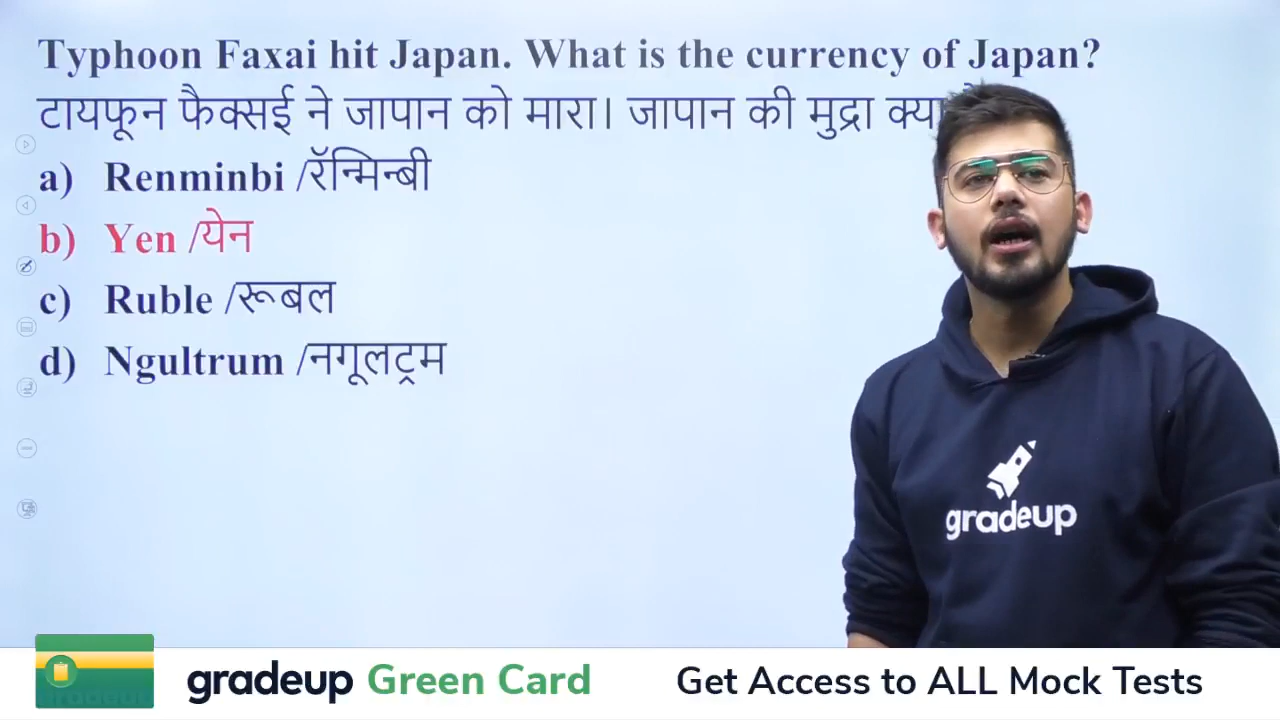 Typhoon Faxai hit Japan. What is the currency of Japan?
टायफून फैक्सई ने जापान को मारा। जापान की मुद्रा क्या
a) Renminbi /रॅन्मिन्बी
b) Yen /येन
c) Ruble /रूबल
d) Ngultrum /नगूलट्रम
gradeup
gradeup Green Card Get Access to ALL Mock Tests